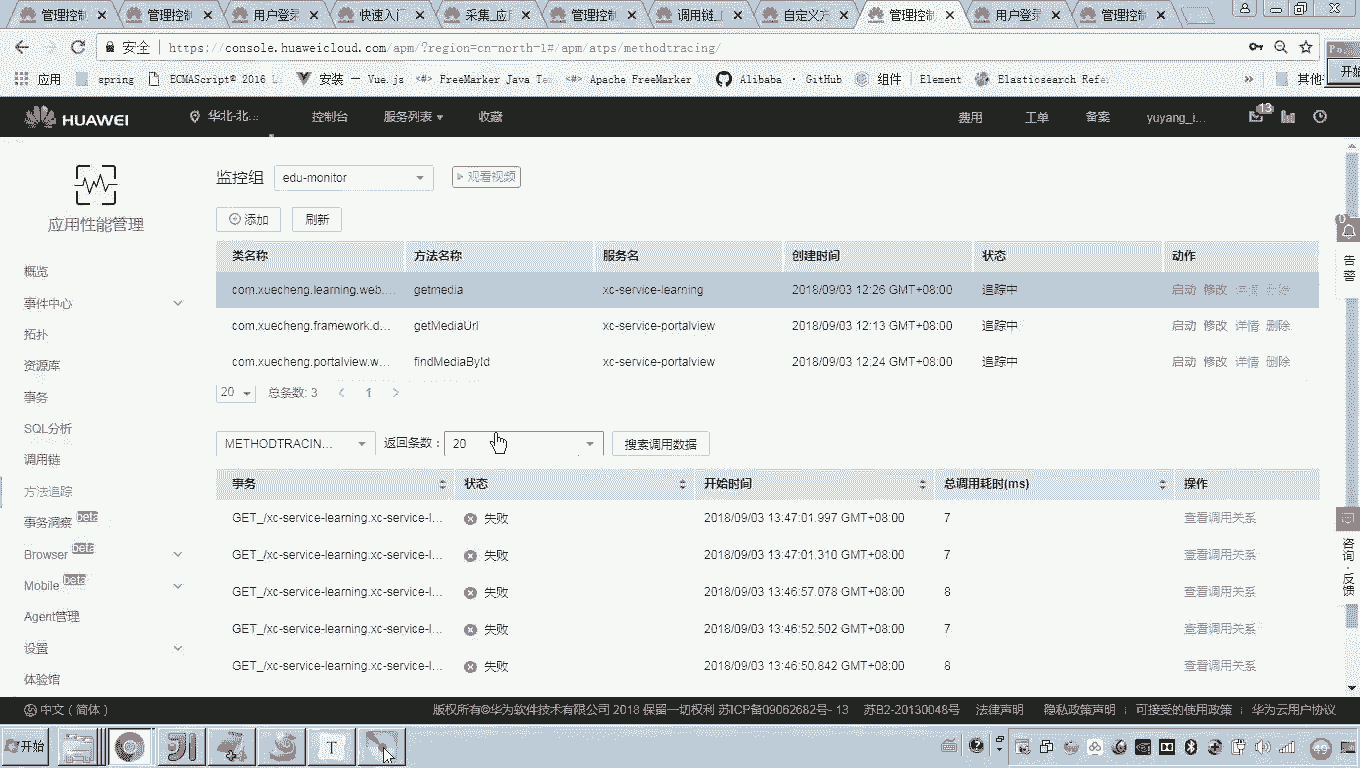 管理控制 管理控制 用户登录 快速入门 采集_应 管理控制 调用链_ 自定义方 管理控制 用户登录 管理控制
安全 https://console.huaweicloud.com/apm/?region=cn-north-1#/apm/atps/methodtracing/
应用 spring ECMAScript® 2016 安装 — Vue.js FreeMarker Java Apache FreeMarker Alibaba · GitHub 组件 Element Elasticsearch » 其他
开始
HUAWEI 华北-北... 控制台 服务列表 收藏 费用 工单 备案 yuyang_i... 13
应用性能管理
概览
事件中心
拓扑
资源库
事务
SQL分析
调用链
方法追踪
事务洞察 beta
Browser beta
Mobile beta
Agent管理
设置
体验馆
监控组 edu-monitor 观看视频
添加 刷新
类名称 方法名称 服务名 创建时间 状态 动作
com.xuecheng.learning.web.... getmedia xc-service-learning 2018/09/03 12:26 GMT+08:00 追踪中 启动 修改 详情 删除
com.xuecheng.framework.d... getMediaUrl xc-service-portalview 2018/09/03 12:13 GMT+08:00 追踪中 启动 修改 详情 删除
com.xuecheng.portalview.w... findMediaById xc-service-portalview 2018/09/03 12:24 GMT+08:00 追踪中 启动 修改 详情 删除
20 总条数: 3 < 1 >
METHODTRACIN... 返回条数： 20 搜索调用数据
事务 状态 开始时间 总调用耗时(ms) 操作
GET_/xc-service-learning.xc-service-l... 失败 2018/09/03 13:47:01.997 GMT+08:00 7 查看调用关系
GET_/xc-service-learning.xc-service-l... 失败 2018/09/03 13:47:01.310 GMT+08:00 7 查看调用关系
GET_/xc-service-learning.xc-service-l... 失败 2018/09/03 13:46:57.078 GMT+08:00 8 查看调用关系
GET_/xc-service-learning.xc-service-l... 失败 2018/09/03 13:46:52.502 GMT+08:00 7 查看调用关系
GET_/xc-service-learning.xc-service-l... 失败 2018/09/03 13:46:50.842 GMT+08:00 8 查看调用关系
0
告警
咨询·反馈
中文（简体） 版权所有©华为软件技术有限公司 2018 保留一切权利 苏ICP备09062682号- 13 苏B2-20130048号 法律声明 隐私政策声明 | 可接受的使用政策 | 华为云用户协议
开始 T 49